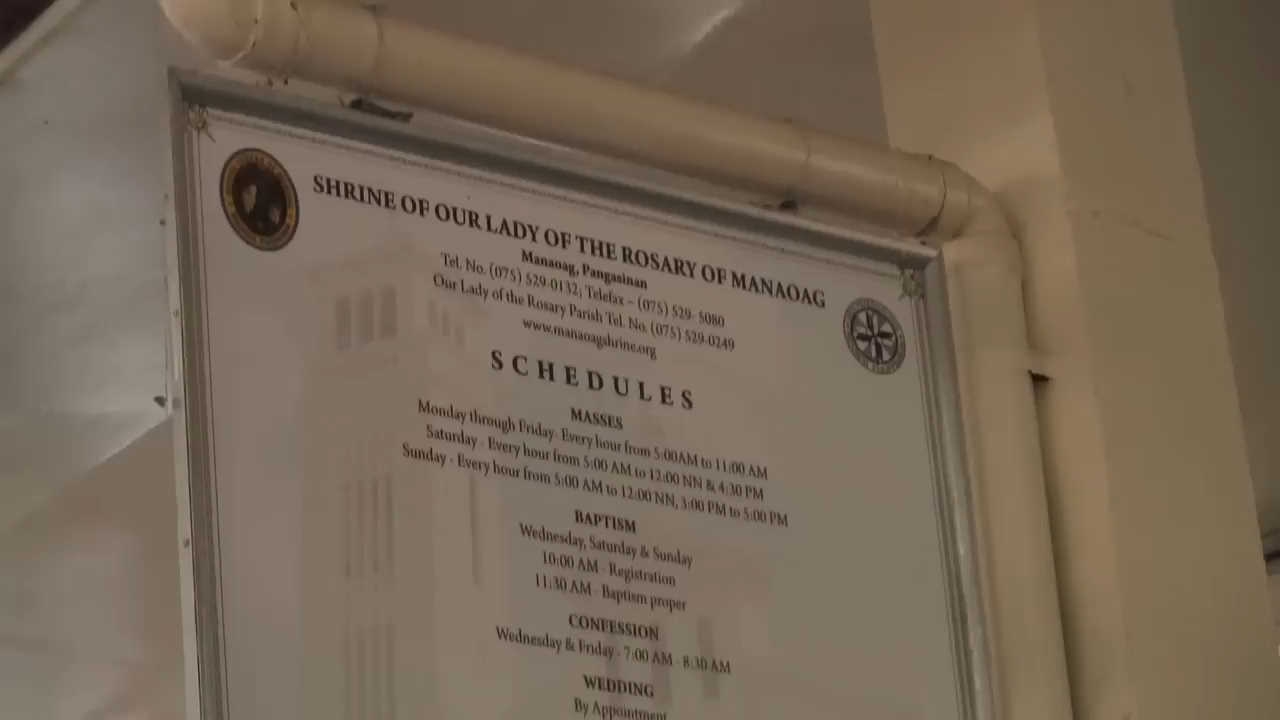 SHRINE OF OUR LADY OF THE ROSARY OF MANAOAG
Manaoag, Pangasinan
Tel. No. (075) 529-0132; Telefax – (075) 529- 5080
Our Lady of the Rosary Parish Tel. No. (075) 529-0249
www.manaoagshrine.org
SCHEDULES
MASSES
Monday through Friday- Every hour from 5:00AM to 11:00 AM
Saturday - Every hour from 5:00 AM to 12:00 NN & 4:30 PM
Sunday - Every hour from 5:00 AM to 12:00 NN, 3:00 PM to 5:00 PM
BAPTISM
Wednesday, Saturday & Sunday
10:00 AM - Registration
11:30 AM - Baptism proper
CONFESSION
Wednesday & Friday - 7:00 AM - 8:30 AM
WEDDING
By Appointment